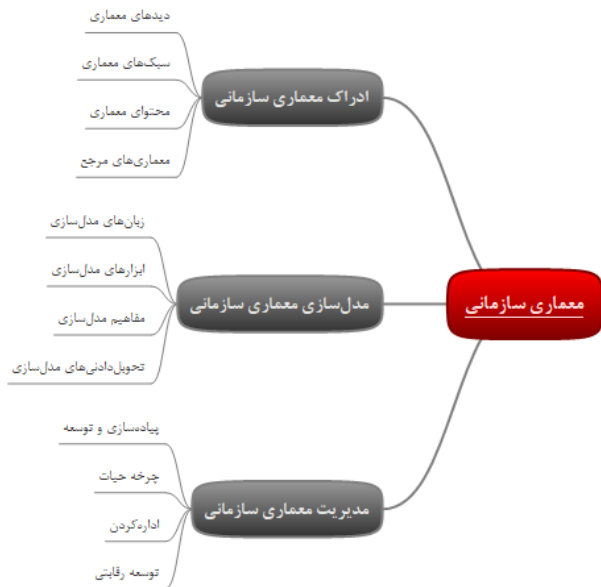 معماری سازمانی
ادراک معماری سازمانی
دیدهای معماری
سبک‌های معماری
محتوای معماری
معماری‌های مرجع
مدل‌سازی معماری سازمانی
زبان‌های مدل‌سازی
ابزارهای مدل‌سازی
مفاهیم مدل‌سازی
تحویل‌دادنی‌های مدل‌سازی
مدیریت معماری سازمانی
پیاده‌سازی و توسعه
چرخه حیات
اداره‌کردن
توسعه رقابتی